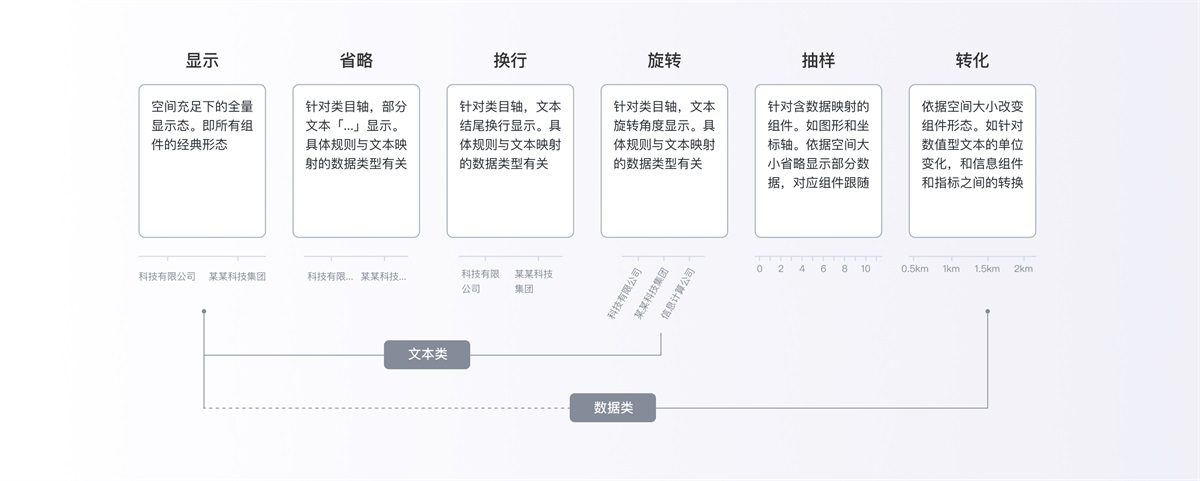 显示
空间充足下的全量
显示态。即所有组
件的经典形态
科技有限公司 某某科技集团
省略
针对类目轴，部分
文本「...」显示。
具体规则与文本映
射的数据类型有关
科技有限... 某某科技...
换行
针对类目轴，文本
结尾换行显示。具
体规则与文本映射
的数据类型有关
科技有限
公司
某某科技
集团
旋转
针对类目轴，文本
旋转角度显示。具
体规则与文本映射
的数据类型有关
科技有限公司
某某科技集团
信息计算公司
抽样
针对含数据映射的
组件。如图形和坐
标轴。依据空间大
小省略显示部分数
据，对应组件跟随
0 2 4 6 8 10
转化
依据空间大小改变
组件形态。如针对
数值型文本的单位
变化，和信息组件
和指标之间的转换
0.5km 1km 1.5km 2km
文本类
数据类